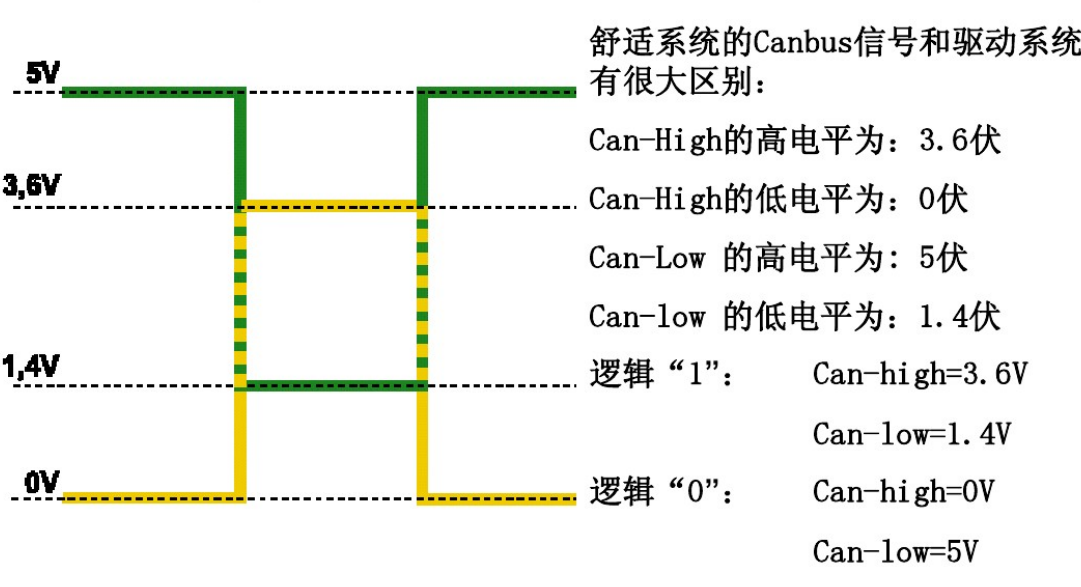 舒适系统的Canbus信号和驱动系统
有很大区别：
5V
Can-High的高电平为：3.6伏
3,6V
Can-High的低电平为：0伏
Can-Low 的高电平为：5伏
Can-low 的低电平为：1.4伏
1,4V
逻辑“1”： Can-high=3.6V
Can-low=1.4V
0V
逻辑“0”： Can-high=0V
Can-low=5V